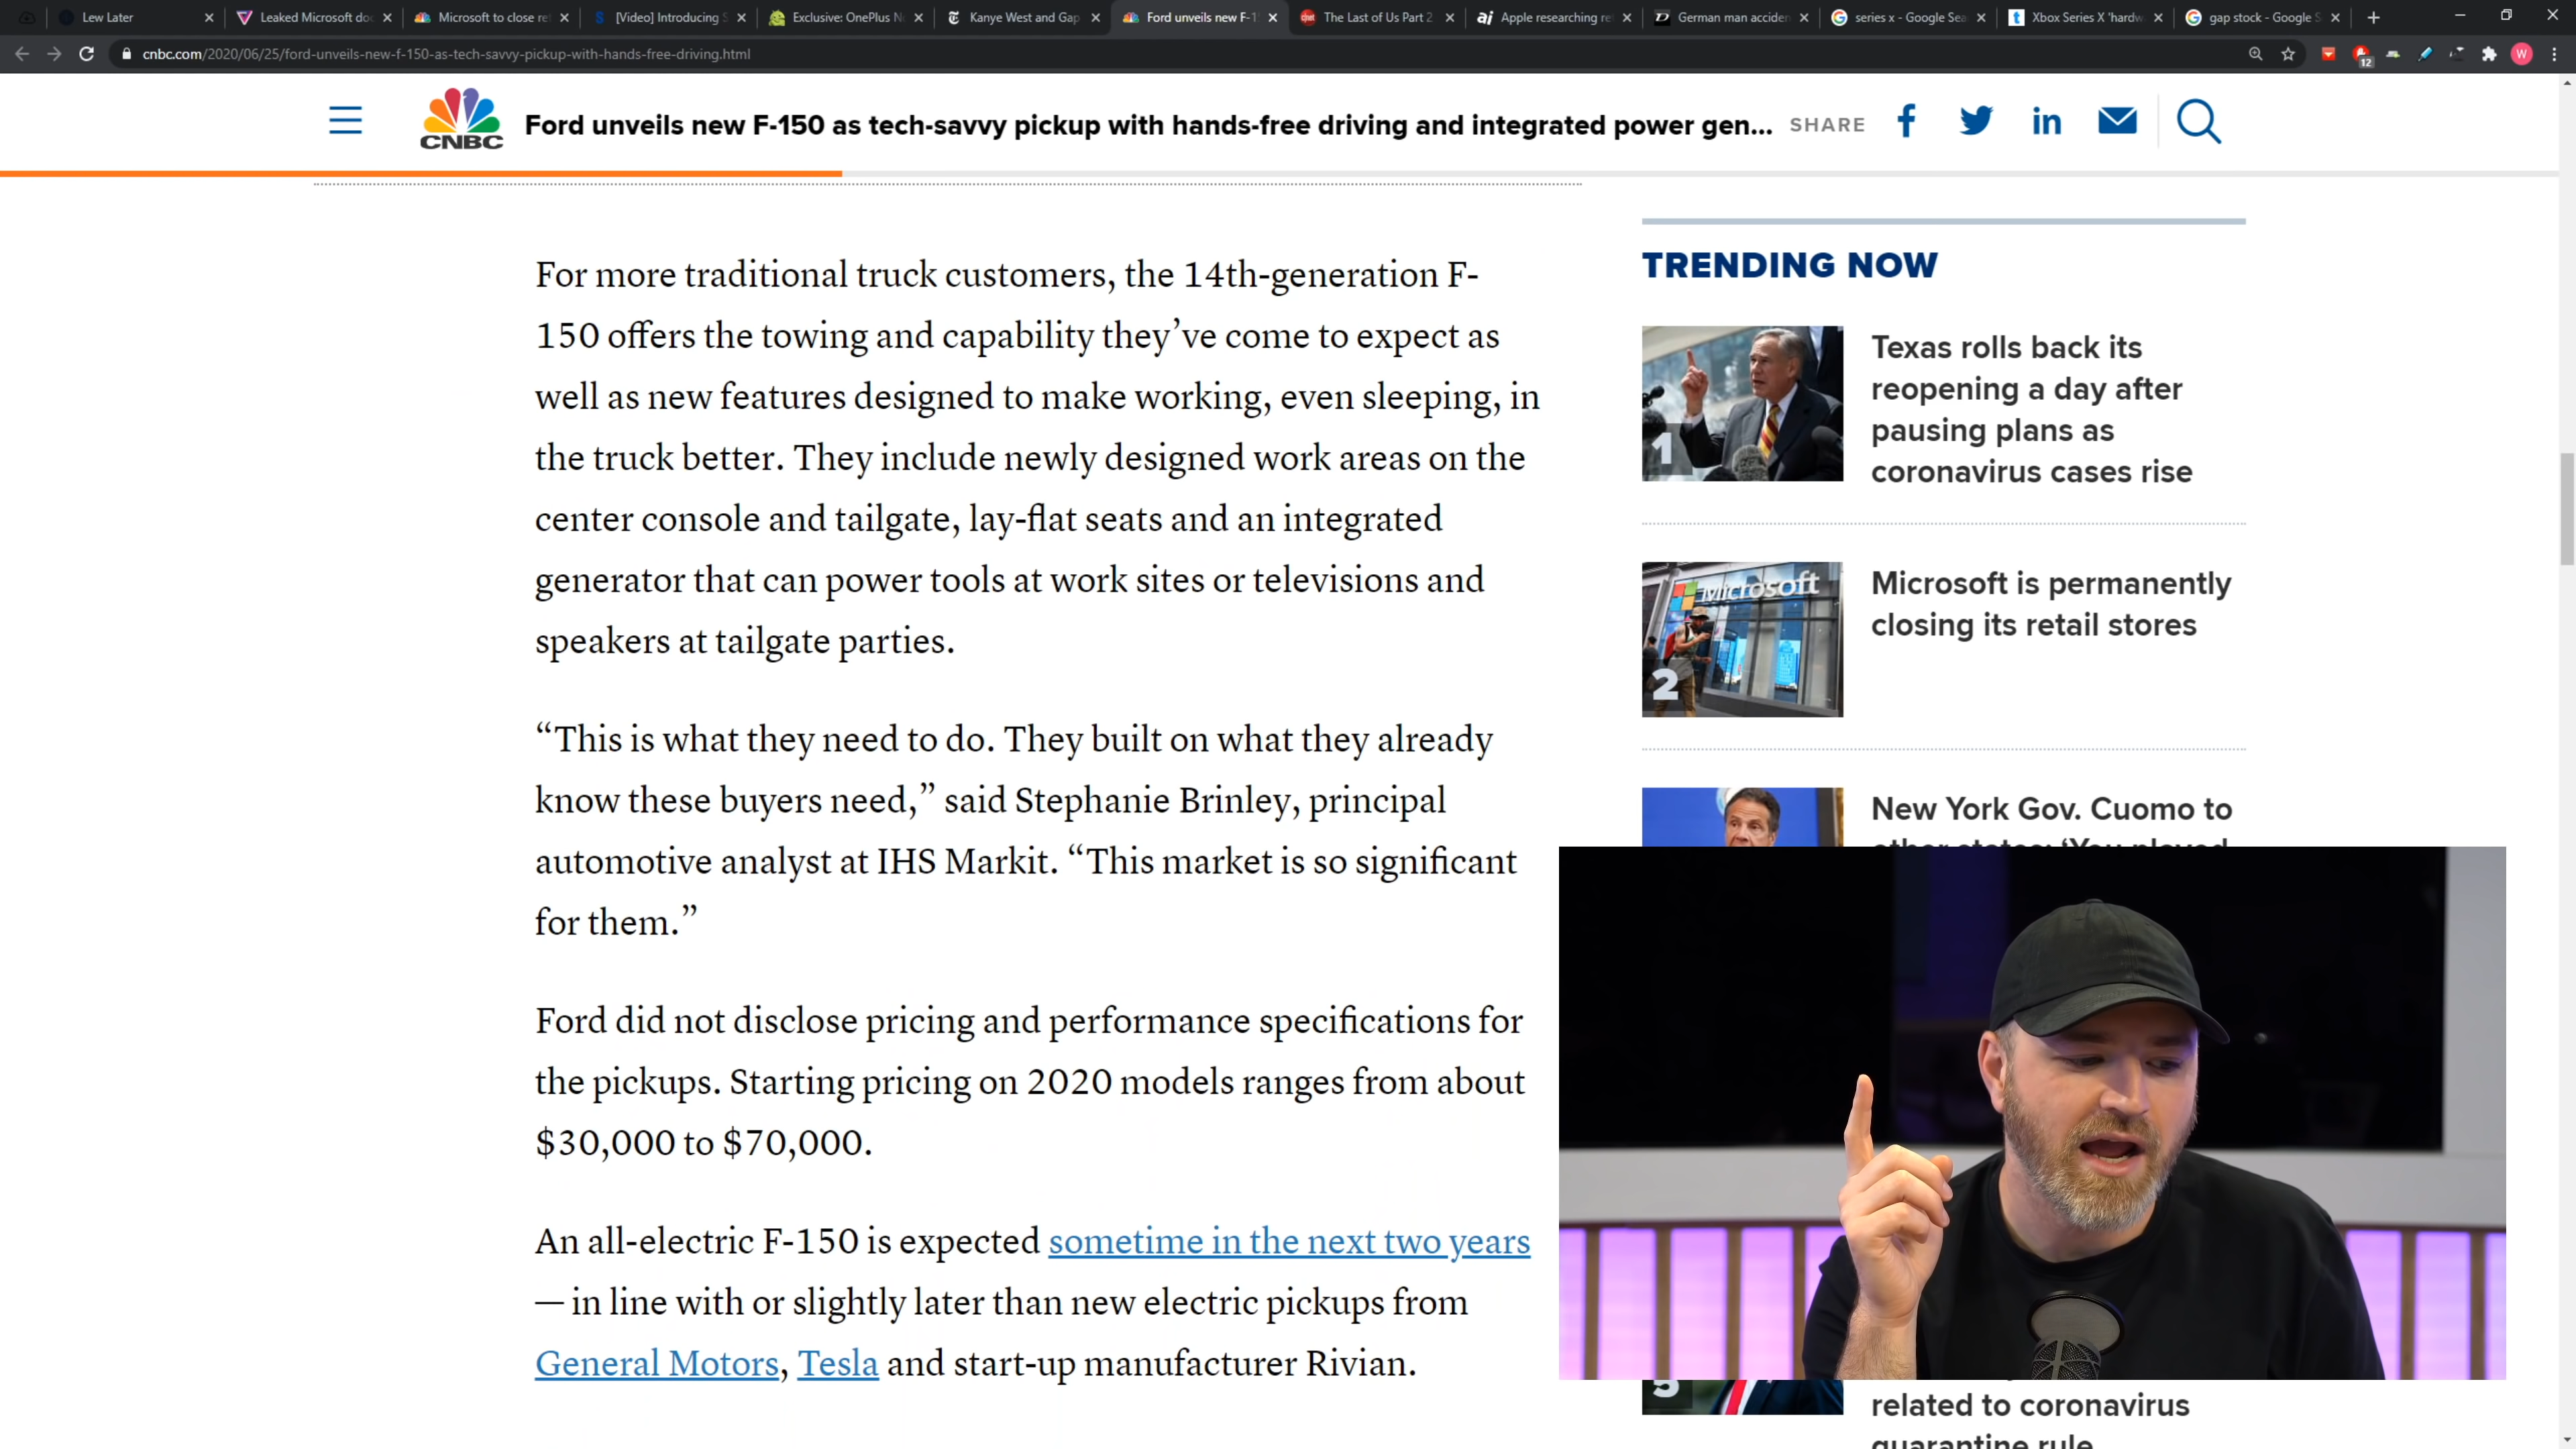 Lew Later
Leaked Microsoft doc
Microsoft to close ret
[Video] Introducing S
Exclusive: OnePlus N
Kanye West and Gap
Ford unveils new F-1
The Last of Us Part 2
Apple researching re
German man acciden
series x - Google Sea
Xbox Series X 'hardw
gap stock - Google S
cnbc.com/2020/06/25/ford-unveils-new-f-150-as-tech-savvy-pickup-with-hands-free-driving.html
12
W
CNBC
Ford unveils new F-150 as tech-savvy pickup with hands-free driving and integrated power gen...
SHARE
For more traditional truck customers, the 14th-generation F-
150 offers the towing and capability they’ve come to expect as
well as new features designed to make working, even sleeping, in
the truck better. They include newly designed work areas on the
center console and tailgate, lay-flat seats and an integrated
generator that can power tools at work sites or televisions and
speakers at tailgate parties.
“This is what they need to do. They built on what they already
know these buyers need,” said Stephanie Brinley, principal
automotive analyst at IHS Markit. “This market is so significant
for them.”
Ford did not disclose pricing and performance specifications for
the pickups. Starting pricing on 2020 models ranges from about
$30,000 to $70,000.
An all-electric F-150 is expected sometime in the next two years
— in line with or slightly later than new electric pickups from
General Motors, Tesla and start-up manufacturer Rivian.
TRENDING NOW
1
Texas rolls back its
reopening a day after
pausing plans as
coronavirus cases rise
Microsoft
2
Microsoft is permanently
closing its retail stores
New York Gov. Cuomo to
other states: ‘You played
5
related to coronavirus
quarantine rule